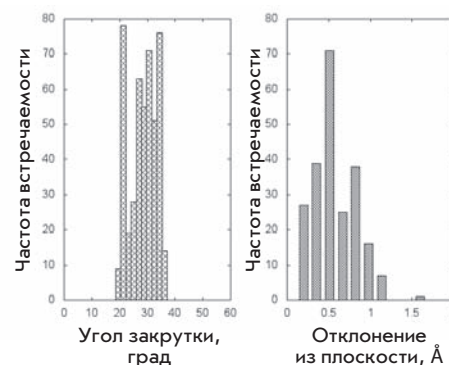 Частота встречаемости
80
70
60
50
40
30
20
10
0
0 10 20 30 40 50 60
Угол закрутки,
град
Частота встречаемости
80
70
60
50
40
30
20
10
0
0 0.5 1 1.5
Отклонение
из плоскости, Å